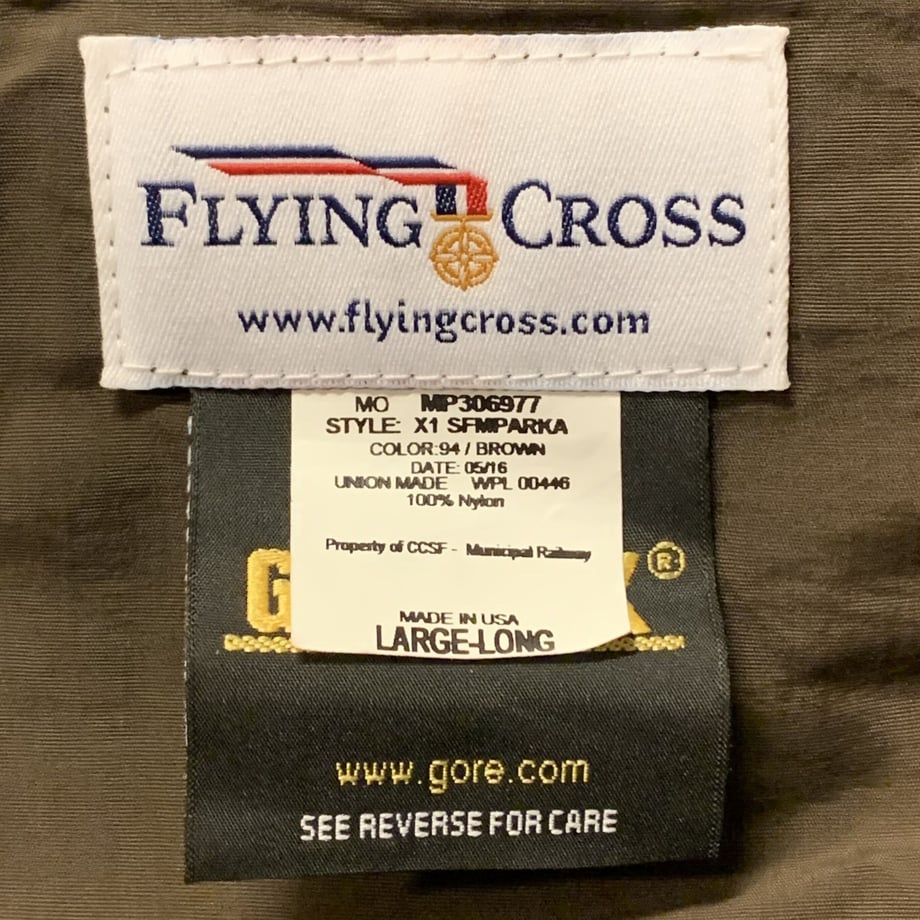 FLYING CROSS
www.flyingcross.com
MO MP306977
STYLE: X1 SFMPARKA
COLOR:94 / BROWN
DATE: 05/16
UNION MADE WPL 00446
100% Nylon
Property of CCSF - Municipal Railway
G X®
MADE IN USA
LARGE-LONG
www.gore.com
SEE REVERSE FOR CARE